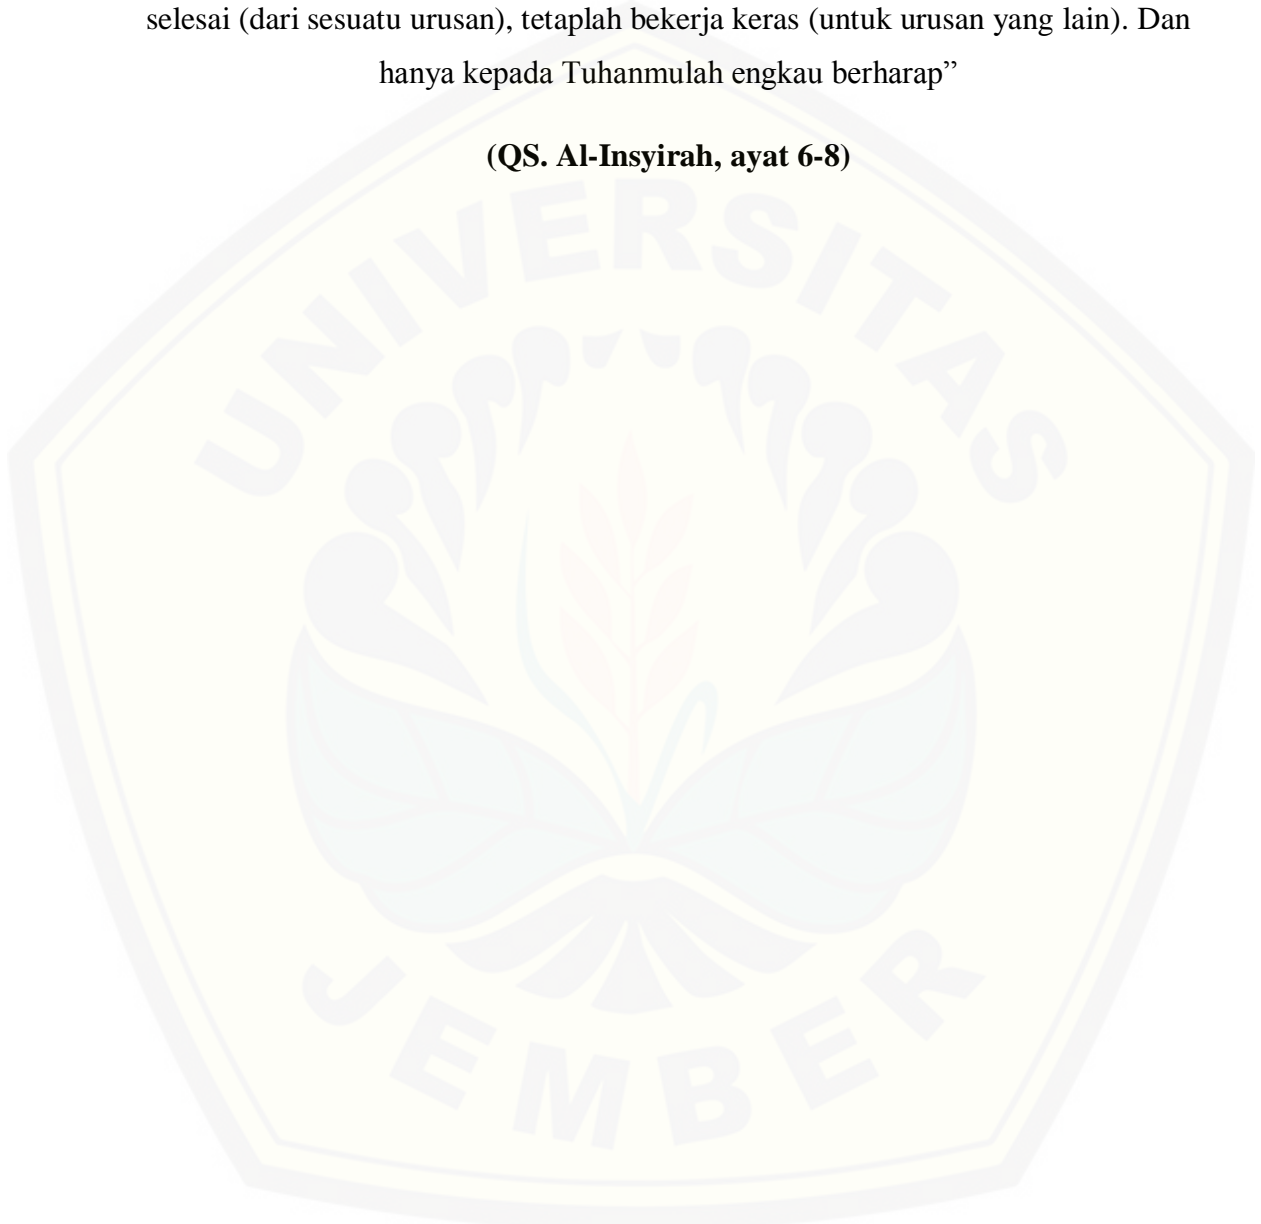 selesai (dari sesuatu urusan), tetaplah bekerja keras (untuk urusan yang lain). Dan
hanya kepada Tuhanmulah engkau berharap”
(QS. Al-Insyirah, ayat 6-8)
UNIVERSITAS
JEMBER